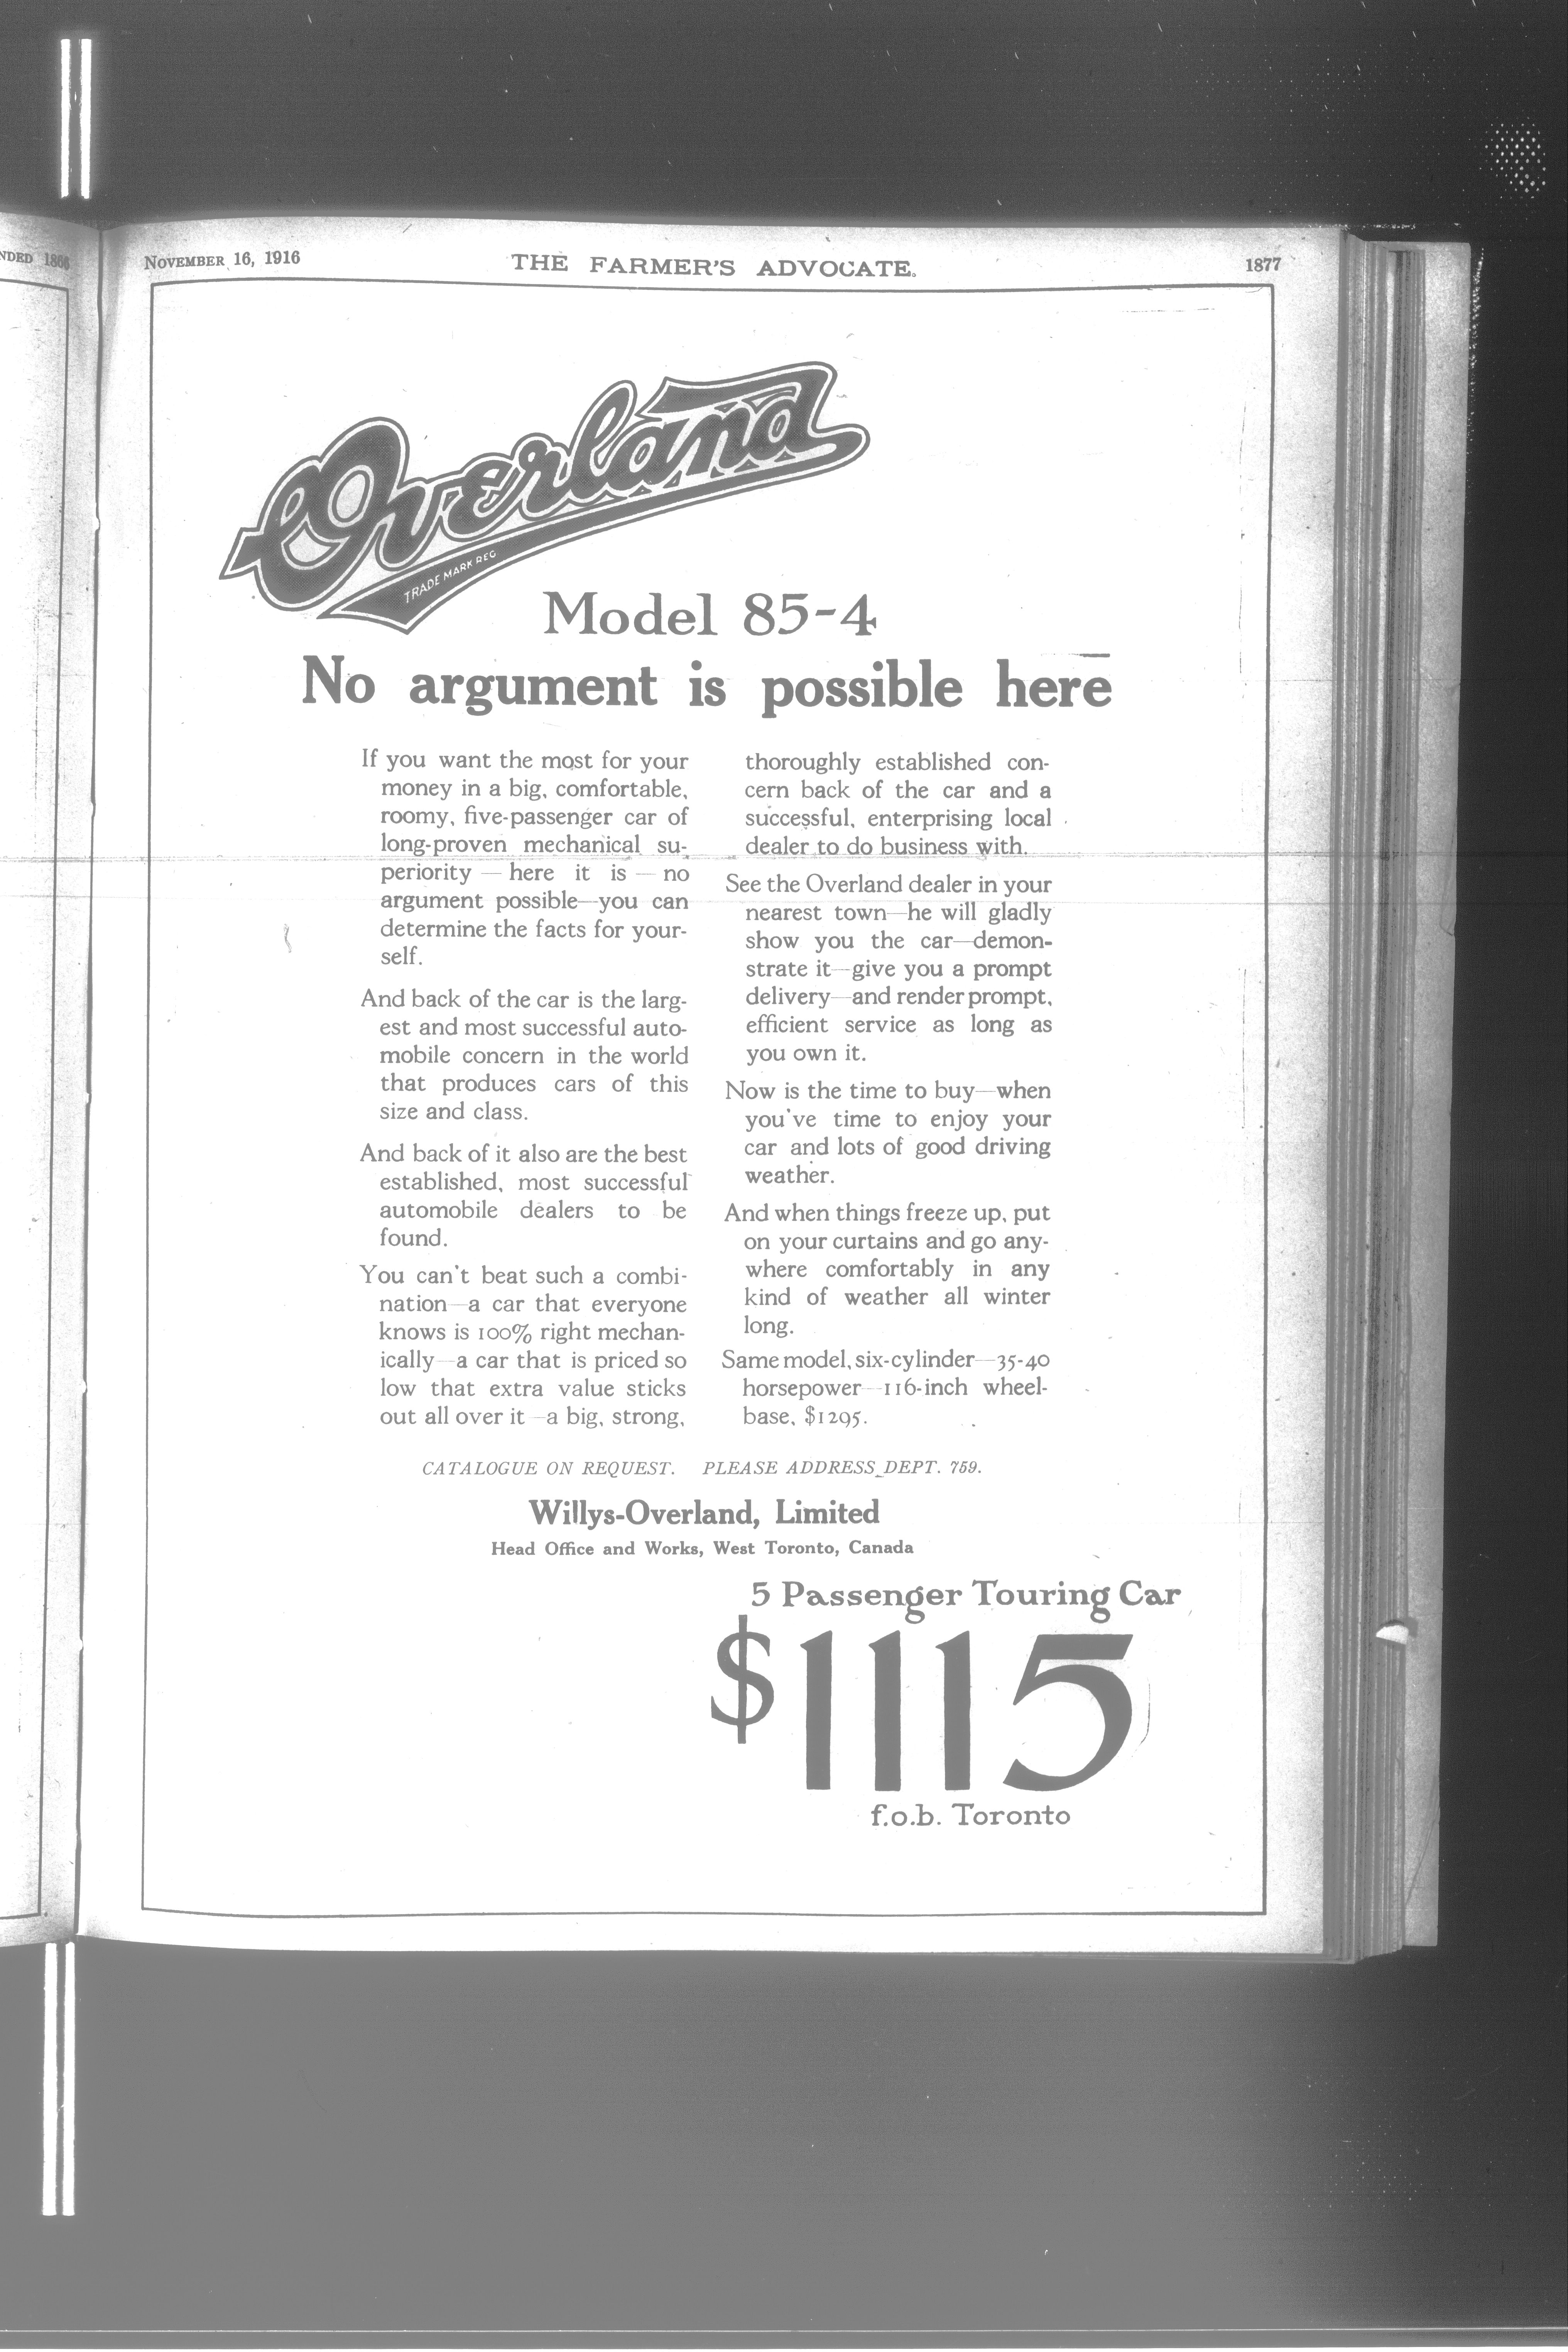 NDED 1866
NOVEMBER 16, 1916
THE FARMER'S ADVOCATE.
1877
Overland
TRADE MARK REG
Model 85-4
No argument is possible here
If you want the most for your
money in a big, comfortable,
roomy, five-passenger car of
long-proven mechanical su-
periority — here it is — no
argument possible—you can
determine the facts for your-
self.
And back of the car is the larg-
est and most successful auto-
mobile concern in the world
that produces cars of this
size and class.
And back of it also are the best
established, most successful
automobile dealers to be
found.
You can't beat such a combi-
nation—a car that everyone
knows is 100% right mechan-
ically—a car that is priced so
low that extra value sticks
out all over it—a big, strong,
thoroughly established con-
cern back of the car and a
successful, enterprising local
dealer to do business with.
See the Overland dealer in your
nearest town—he will gladly
show you the car—demon-
strate it—give you a prompt
delivery—and render prompt,
efficient service as long as
you own it.
Now is the time to buy—when
you've time to enjoy your
car and lots of good driving
weather.
And when things freeze up, put
on your curtains and go any-
where comfortably in any
kind of weather all winter
long.
Same model, six-cylinder—35-40
horsepower—116-inch wheel-
base, $1295.
CATALOGUE ON REQUEST. PLEASE ADDRESS DEPT. 759.
Willys-Overland, Limited
Head Office and Works, West Toronto, Canada
5 Passenger Touring Car
$1115
f.o.b. Toronto